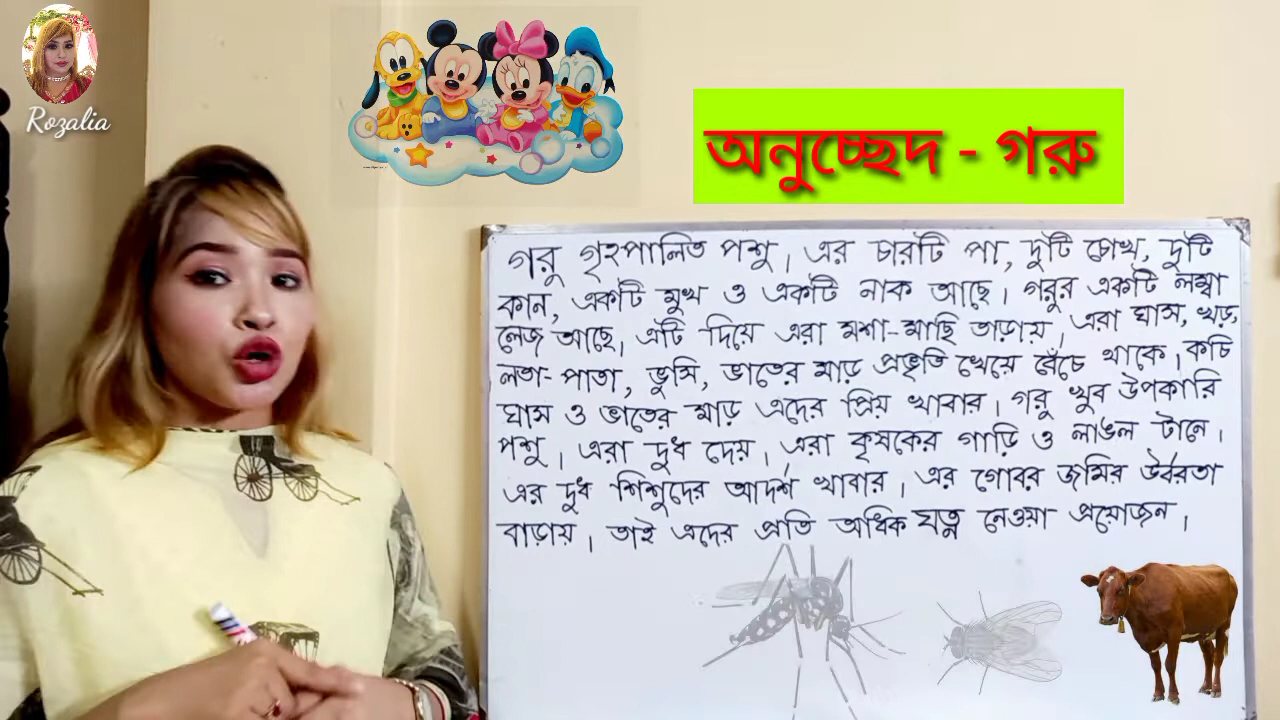 Rozalia
অনুচ্ছেদ - গরু
গরু গৃহপালিত পশু। এর চারটি পা, দুটি চোখ, দুটি
কান, একটি মুখ ও একটি নাক আছে। গরুর একটি লম্বা
লেজ আছে। এটি দিয়ে এরা মশা-মাছি তাড়ায়। এরা ঘাস, খড়,
লতা-পাতা, ভুসি, ভাতের মাড় প্রভৃতি খেয়ে বেঁচে থাকে। কচি
ঘাস ও ভাতের মাড় এদের প্রিয় খাবার। গরু খুব উপকারি
পশু। এরা দুধ দেয়। এরা কৃষকের গাড়ি ও লাঙল টানে।
এর দুধ শিশুদের আদর্শ খাবার। এর গোবর জমির উর্বরতা
বাড়ায়। তাই এদের প্রতি অধিক যত্ন নেওয়া প্রয়োজন।